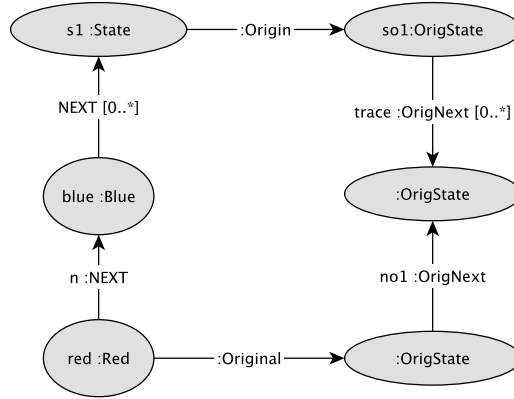 s1 :State
:Origin
so1:OrigState
NEXT [0..*]
trace :OrigNext [0..*]
blue :Blue
:OrigState
n :NEXT
no1 :OrigNext
red :Red
:Original
:OrigState